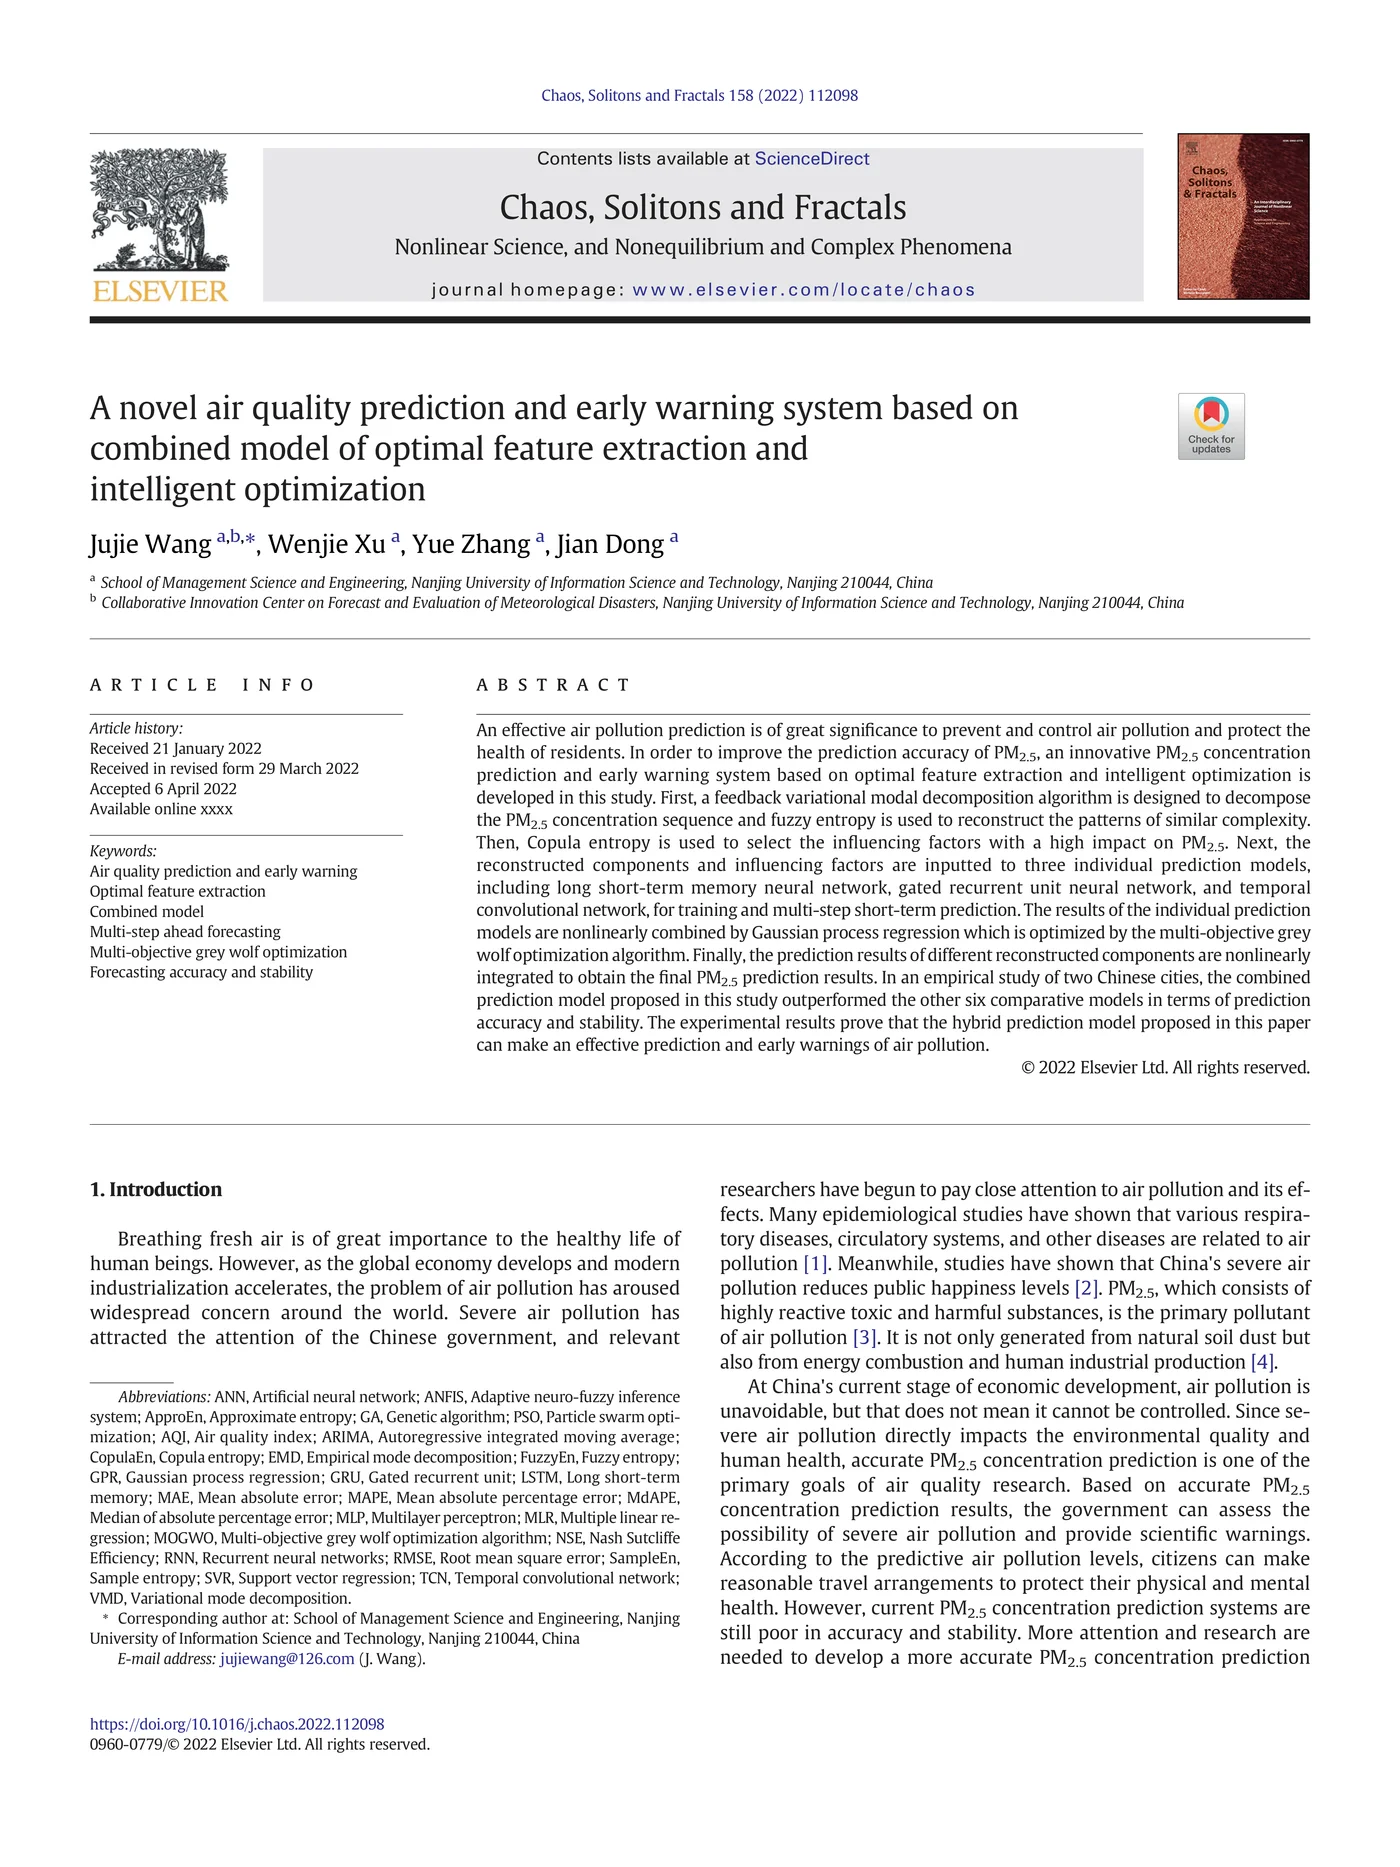 Chaos, Solitons and Fractals 158 (2022) 112098
Contents lists available at ScienceDirect
Chaos, Solitons and Fractals
Nonlinear Science, and Nonequilibrium and Complex Phenomena
journal homepage: www.elsevier.com/locate/chaos
ELSEVIER
Chaos,
Solitons
& Fractals
An Interdisciplinary
Journal of Nonlinear
Science
A novel air quality prediction and early warning system based on
combined model of optimal feature extraction and
intelligent optimization
Check for
updates
Jujie Wang a,b,*, Wenjie Xu a, Yue Zhang a, Jian Dong a
a School of Management Science and Engineering, Nanjing University of Information Science and Technology, Nanjing 210044, China
b Collaborative Innovation Center on Forecast and Evaluation of Meteorological Disasters, Nanjing University of Information Science and Technology, Nanjing 210044, China
ARTICLE INFO
Article history:
Received 21 January 2022
Received in revised form 29 March 2022
Accepted 6 April 2022
Available online xxxx
Keywords:
Air quality prediction and early warning
Optimal feature extraction
Combined model
Multi-step ahead forecasting
Multi-objective grey wolf optimization
Forecasting accuracy and stability
ABSTRACT
An effective air pollution prediction is of great significance to prevent and control air pollution and protect the
health of residents. In order to improve the prediction accuracy of PM2.5, an innovative PM2.5 concentration
prediction and early warning system based on optimal feature extraction and intelligent optimization is
developed in this study. First, a feedback variational modal decomposition algorithm is designed to decompose
the PM2.5 concentration sequence and fuzzy entropy is used to reconstruct the patterns of similar complexity.
Then, Copula entropy is used to select the influencing factors with a high impact on PM2.5. Next, the
reconstructed components and influencing factors are inputted to three individual prediction models,
including long short-term memory neural network, gated recurrent unit neural network, and temporal
convolutional network, for training and multi-step short-term prediction. The results of the individual prediction
models are nonlinearly combined by Gaussian process regression which is optimized by the multi-objective grey
wolf optimization algorithm. Finally, the prediction results of different reconstructed components are nonlinearly
integrated to obtain the final PM2.5 prediction results. In an empirical study of two Chinese cities, the combined
prediction model proposed in this study outperformed the other six comparative models in terms of prediction
accuracy and stability. The experimental results prove that the hybrid prediction model proposed in this paper
can make an effective prediction and early warnings of air pollution.
© 2022 Elsevier Ltd. All rights reserved.
1. Introduction
Breathing fresh air is of great importance to the healthy life of
human beings. However, as the global economy develops and modern
industrialization accelerates, the problem of air pollution has aroused
widespread concern around the world. Severe air pollution has
attracted the attention of the Chinese government, and relevant
Abbreviations: ANN, Artificial neural network; ANFIS, Adaptive neuro-fuzzy inference
system; ApproEn, Approximate entropy; GA, Genetic algorithm; PSO, Particle swarm opti-
mization; AQI, Air quality index; ARIMA, Autoregressive integrated moving average;
CopulaEn, Copula entropy; EMD, Empirical mode decomposition; FuzzyEn, Fuzzy entropy;
GPR, Gaussian process regression; GRU, Gated recurrent unit; LSTM, Long short-term
memory; MAE, Mean absolute error; MAPE, Mean absolute percentage error; MdAPE,
Median of absolute percentage error; MLP, Multilayer perceptron; MLR, Multiple linear re-
gression; MOGWO, Multi-objective grey wolf optimization algorithm; NSE, Nash Sutcliffe
Efficiency; RNN, Recurrent neural networks; RMSE, Root mean square error; SampleEn,
Sample entropy; SVR, Support vector regression; TCN, Temporal convolutional network;
VMD, Variational mode decomposition.
* Corresponding author at: School of Management Science and Engineering, Nanjing
University of Information Science and Technology, Nanjing 210044, China
E-mail address: jujiewang@126.com (J. Wang).
researchers have begun to pay close attention to air pollution and its ef-
fects. Many epidemiological studies have shown that various respira-
tory diseases, circulatory systems, and other diseases are related to air
pollution [1]. Meanwhile, studies have shown that China's severe air
pollution reduces public happiness levels [2]. PM2.5, which consists of
highly reactive toxic and harmful substances, is the primary pollutant
of air pollution [3]. It is not only generated from natural soil dust but
also from energy combustion and human industrial production [4].
At China's current stage of economic development, air pollution is
unavoidable, but that does not mean it cannot be controlled. Since se-
vere air pollution directly impacts the environmental quality and
human health, accurate PM2.5 concentration prediction is one of the
primary goals of air quality research. Based on accurate PM2.5
concentration prediction results, the government can assess the
possibility of severe air pollution and provide scientific warnings.
According to the predictive air pollution levels, citizens can make
reasonable travel arrangements to protect their physical and mental
health. However, current PM2.5 concentration prediction systems are
still poor in accuracy and stability. More attention and research are
needed to develop a more accurate PM2.5 concentration prediction
https://doi.org/10.1016/j.chaos.2022.112098
0960-0779/© 2022 Elsevier Ltd. All rights reserved.